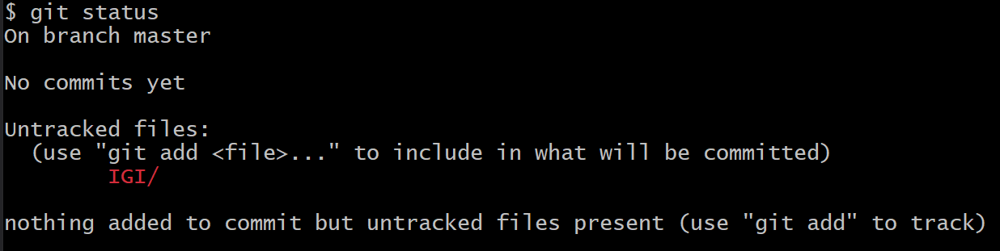 $ git status
On branch master
No commits yet
Untracked files:
(use "git add <file>..." to include in what will be committed)
IGI/
nothing added to commit but untracked files present (use "git add" to track)